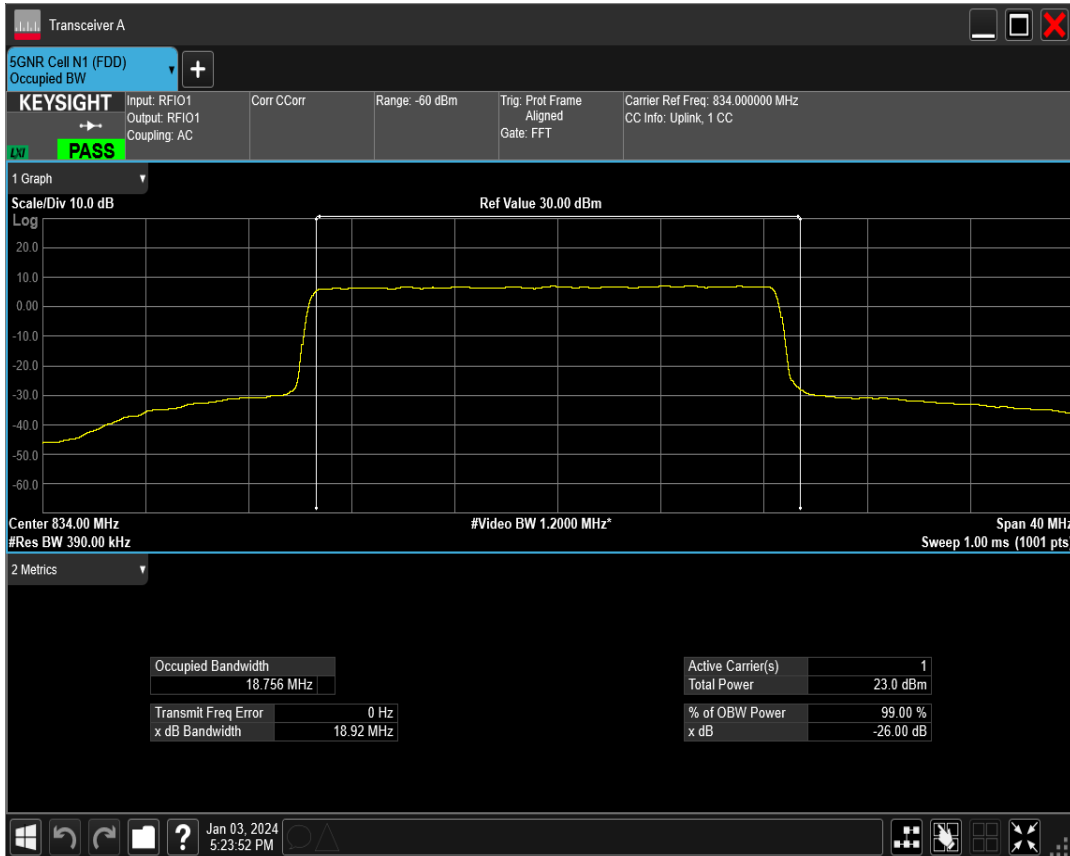 Transceiver A
5GNR Cell N1 (FDD)
Occupied BW
+
KEYSIGHT
LXI
PASS
Input: RFIO1
Output: RFIO1
Coupling: AC
Corr CCorr
Range: -60 dBm
Trig: Prot Frame
Aligned
Gate: FFT
Carrier Ref Freq: 834.000000 MHz
CC Info: Uplink, 1 CC
1 Graph
Scale/Div 10.0 dB
Ref Value 30.00 dBm
Log
20.0
10.0
0.00
-10.0
-20.0
-30.0
-40.0
-50.0
-60.0
Center 834.00 MHz
#Video BW 1.2000 MHz*
Span 40 MHz
#Res BW 390.00 kHz
Sweep 1.00 ms (1001 pts)
2 Metrics
Occupied Bandwidth
18.756 MHz
Transmit Freq Error 0 Hz
x dB Bandwidth 18.92 MHz
Active Carrier(s) 1
Total Power 23.0 dBm
% of OBW Power 99.00 %
x dB -26.00 dB
?
Jan 03, 2024
5:23:52 PM